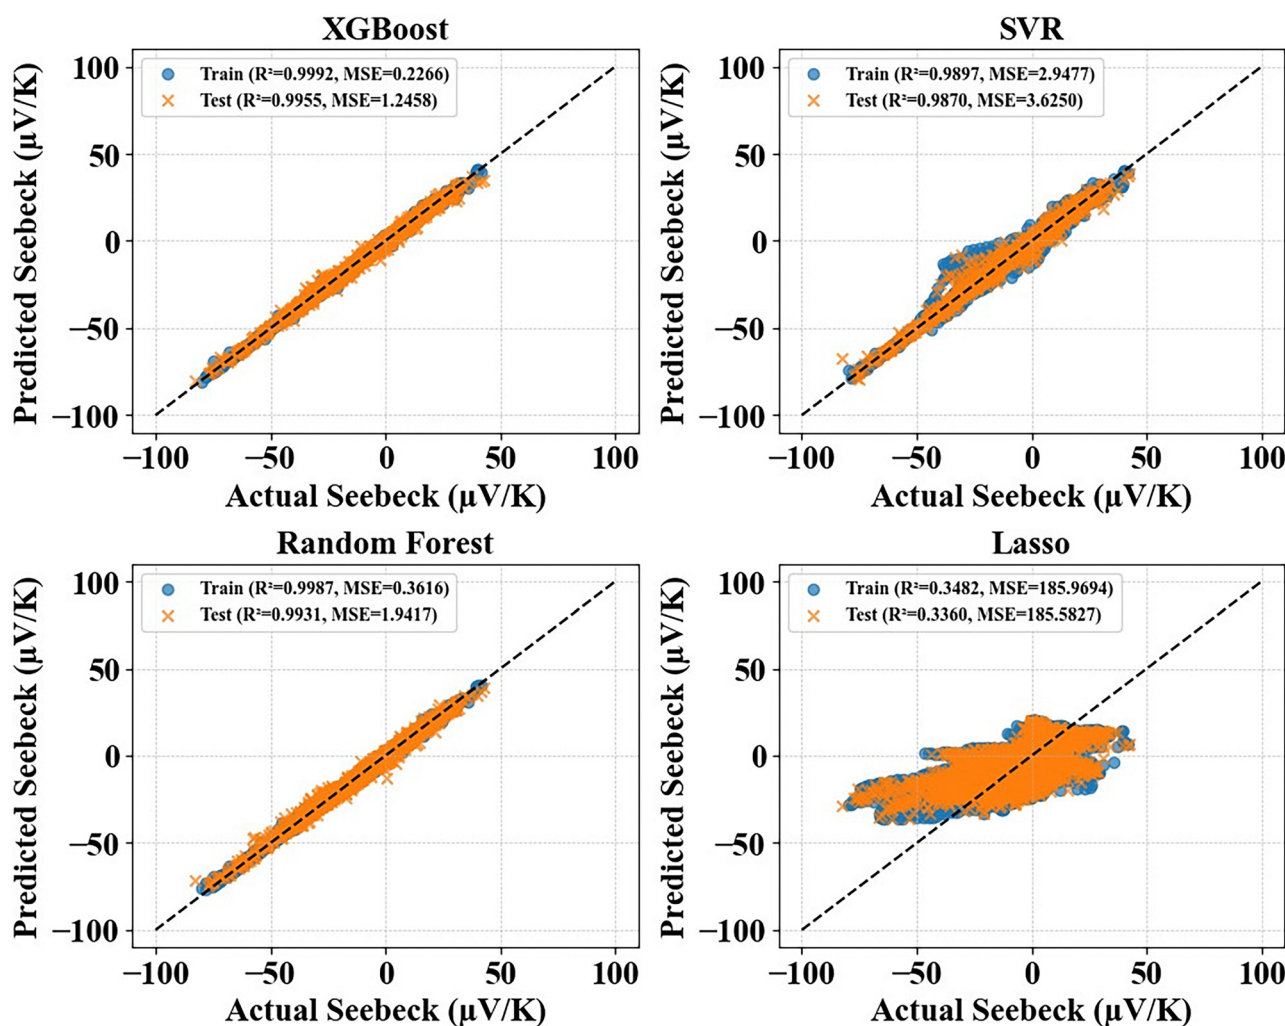 XGBoost
Train (R²=0.9992, MSE=0.2266)
Test (R²=0.9955, MSE=1.2458)
Predicted Seebeck (μV/K)
100
50
0
−50
−100
−100 −50 0 50 100
Actual Seebeck (μV/K)
SVR
Train (R²=0.9897, MSE=2.9477)
Test (R²=0.9870, MSE=3.6250)
Predicted Seebeck (μV/K)
100
50
0
−50
−100
−100 −50 0 50 100
Actual Seebeck (μV/K)
Random Forest
Train (R²=0.9987, MSE=0.3616)
Test (R²=0.9931, MSE=1.9417)
Predicted Seebeck (μV/K)
100
50
0
−50
−100
−100 −50 0 50 100
Actual Seebeck (μV/K)
Lasso
Train (R²=0.3482, MSE=185.9694)
Test (R²=0.3360, MSE=185.5827)
Predicted Seebeck (μV/K)
100
50
0
−50
−100
−100 −50 0 50 100
Actual Seebeck (μV/K)